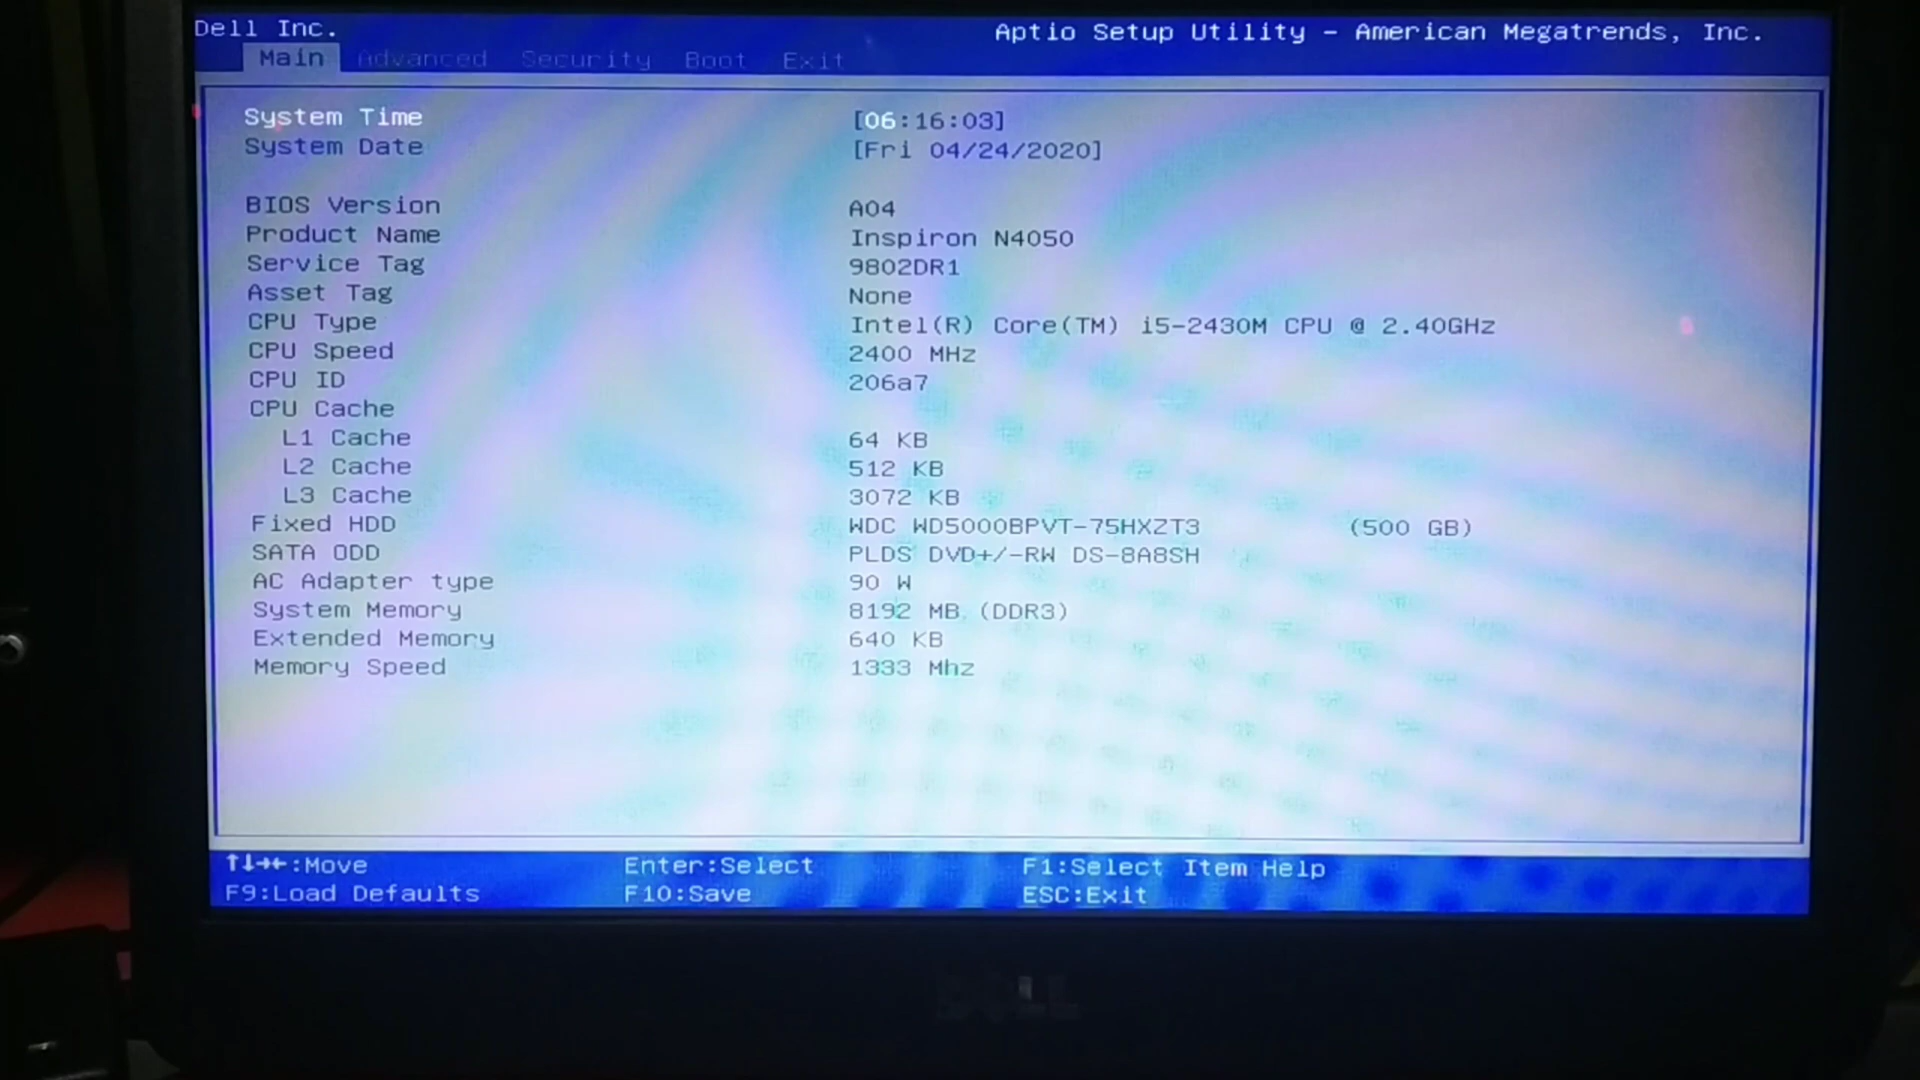 Dell Inc.
Aptio Setup Utility – American Megatrends, Inc.
Main Advanced Security Boot Exit
System Time [06:16:03]
System Date [Fri 04/24/2020]
BIOS Version A04
Product Name Inspiron N4050
Service Tag 9802DR1
Asset Tag None
CPU Type Intel(R) Core(TM) i5-2430M CPU @ 2.40GHz
CPU Speed 2400 MHz
CPU ID 206a7
CPU Cache
L1 Cache 64 KB
L2 Cache 512 KB
L3 Cache 3072 KB
Fixed HDD WDC WD5000BPVT-75HXZT3 (500 GB)
SATA ODD PLDS DVD+/-RW DS-8A8SH
AC Adapter type 90 W
System Memory 8192 MB (DDR3)
Extended Memory 640 KB
Memory Speed 1333 Mhz
↑↓→←:Move Enter:Select F1:Select Item Help
F9:Load Defaults F10:Save ESC:Exit
DELL